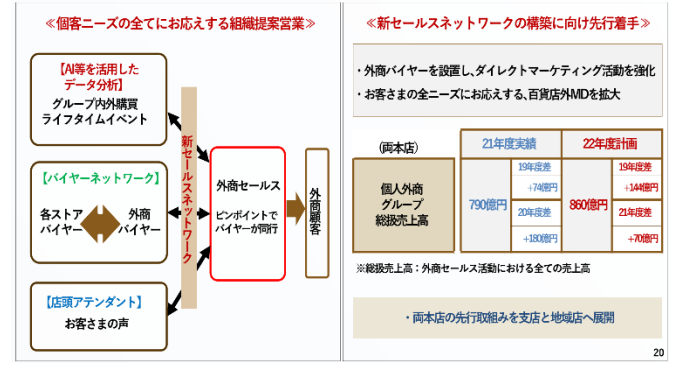 ≪個客ニーズの全てにお応えする組織提案営業≫
【AI等を活用した
データ分析】
グループ内外購買
ライフタイムイベント
【バイヤーネットワーク】
各ストア
バイヤー
外商
バイヤー
【店頭アテンダント】
お客さまの声
新セールスネットワーク
外商セールス
ピンポイントで
バイヤーが同行
外商顧客
≪新セールスネットワークの構築に向け先行着手≫
・外商バイヤーを設置し、ダイレクトマーケティング活動を強化
・お客さまの全ニーズにお応えする、百貨店外MDを拡大
(両本店)
21年度実績
22年度計画
個人外商
グループ
総扱売上高
790億円
19年度差
+74億円
20年度差
+180億円
860億円
19年度差
+144億円
21年度差
+70億円
※総扱売上高：外商セールス活動における全ての売上高
・両本店の先行取組みを支店と地域店へ展開
20